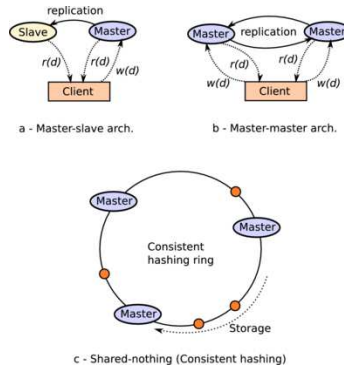 replication
Slave
Master
r(d)
r(d)
w(d)
Client
a - Master-slave arch.
Master
replication
Master
r(d)
r(d)
w(d)
w(d)
Client
b - Master-master arch.
Master
Master
Consistent
hashing ring
Master
Storage
c - Shared-nothing (Consistent hashing)